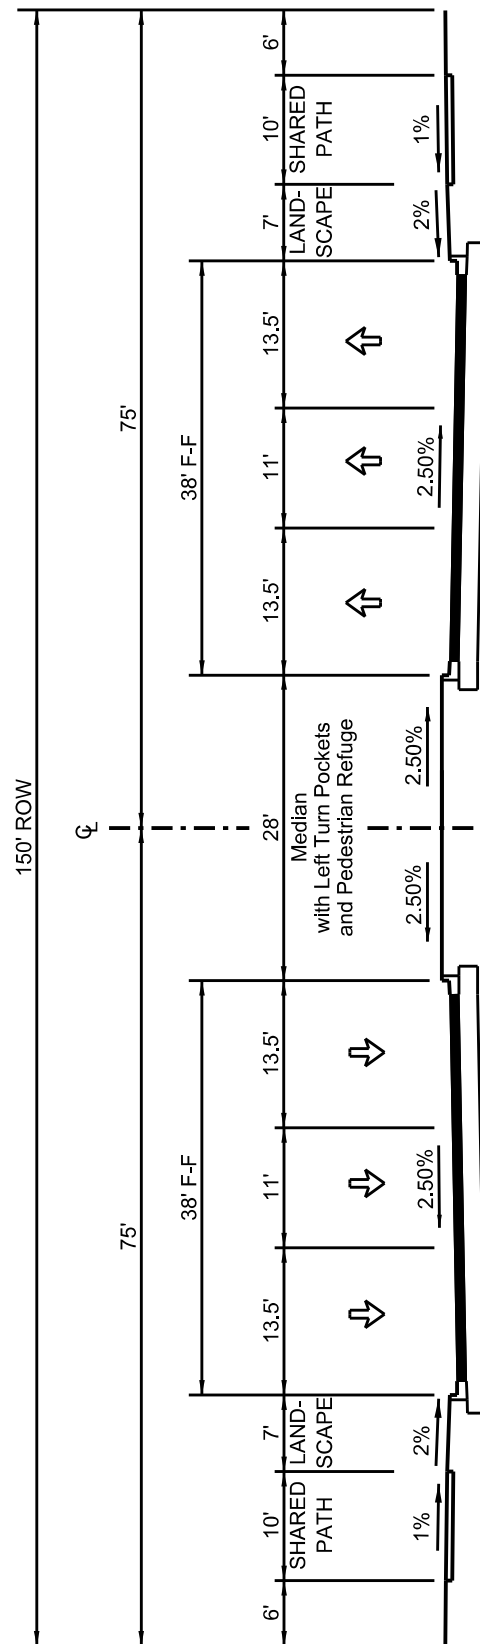 150' ROW
75'
75'
38' F-F
38' F-F
6'
10'
7'
13.5'
11'
13.5'
28'
13.5'
11'
13.5'
7'
10'
6'
SHARED
PATH
LAND-
SCAPE
Median
with Left Turn Pockets
and Pedestrian Refuge
LAND-
SCAPE
SHARED
PATH
1%
2%
2.50%
2.50%
2.50%
2.50%
2%
1%
CL